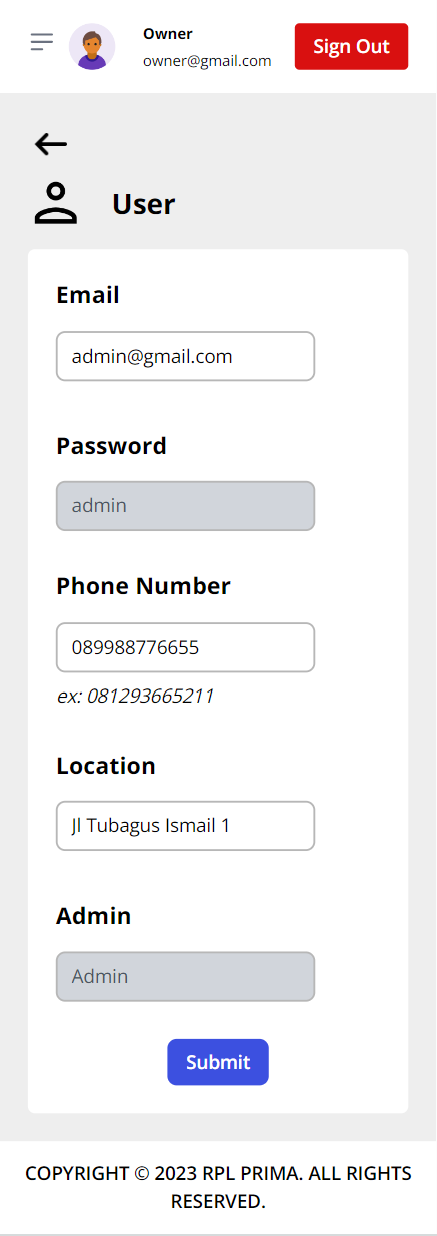 Owner
owner@gmail.com
Sign Out
User
Email
admin@gmail.com
Password
admin
Phone Number
089988776655
ex: 081293665211
Location
Jl Tubagus Ismail 1
Admin
Admin
Submit
COPYRIGHT © 2023 RPL PRIMA. ALL RIGHTS
RESERVED.